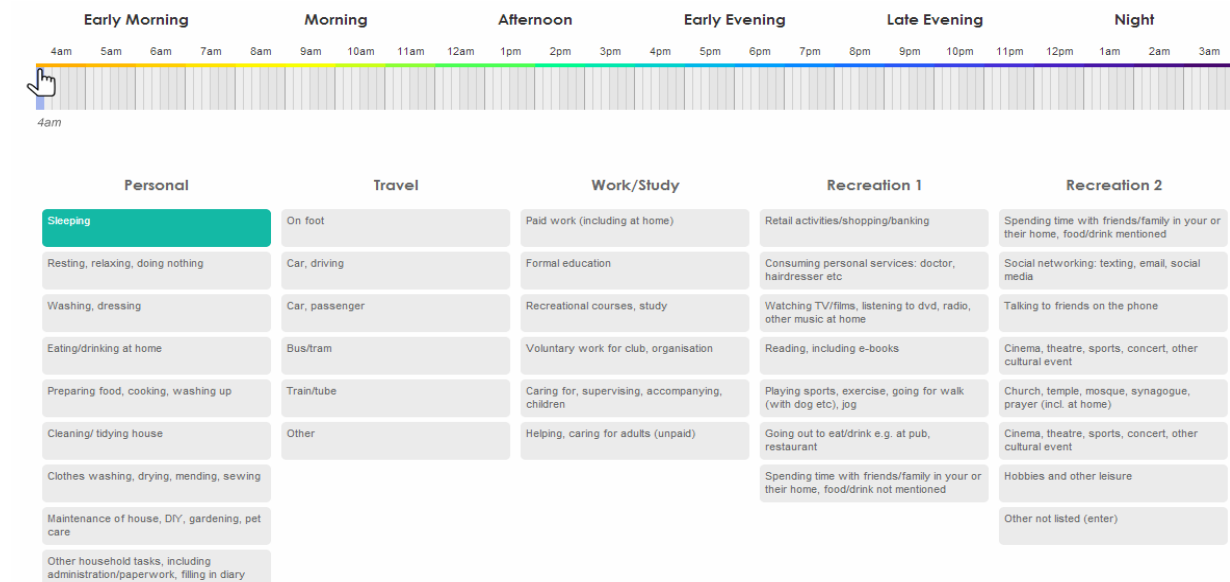 Early Morning Morning Afternoon Early Evening Late Evening Night
4am 5am 6am 7am 8am 9am 10am 11am 12am 1pm 2pm 3pm 4pm 5pm 6pm 7pm 8pm 9pm 10pm 11pm 12pm 1am 2am 3am
4am
Personal
Sleeping
Resting, relaxing, doing nothing
Washing, dressing
Eating/drinking at home
Preparing food, cooking, washing up
Cleaning/ tidying house
Clothes washing, drying, mending, sewing
Maintenance of house, DIY, gardening, pet
care
Other household tasks, including
administration/paperwork, filling in diary
Travel
On foot
Car, driving
Car, passenger
Bus/tram
Train/tube
Other
Work/Study
Paid work (including at home)
Formal education
Recreational courses, study
Voluntary work for club, organisation
Caring for, supervising, accompanying,
children
Helping, caring for adults (unpaid)
Recreation 1
Retail activities/shopping/banking
Consuming personal services: doctor,
hairdresser etc
Watching TV/films, listening to dvd, radio,
other music at home
Reading, including e-books
Playing sports, exercise, going for walk
(with dog etc), jog
Going out to eat/drink e.g. at pub,
restaurant
Spending time with friends/family in your or
their home, food/drink not mentioned
Recreation 2
Spending time with friends/family in your or
their home, food/drink mentioned
Social networking: texting, email, social
media
Talking to friends on the phone
Cinema, theatre, sports, concert, other
cultural event
Church, temple, mosque, synagogue,
prayer (incl. at home)
Cinema, theatre, sports, concert, other
cultural event
Hobbies and other leisure
Other not listed (enter)